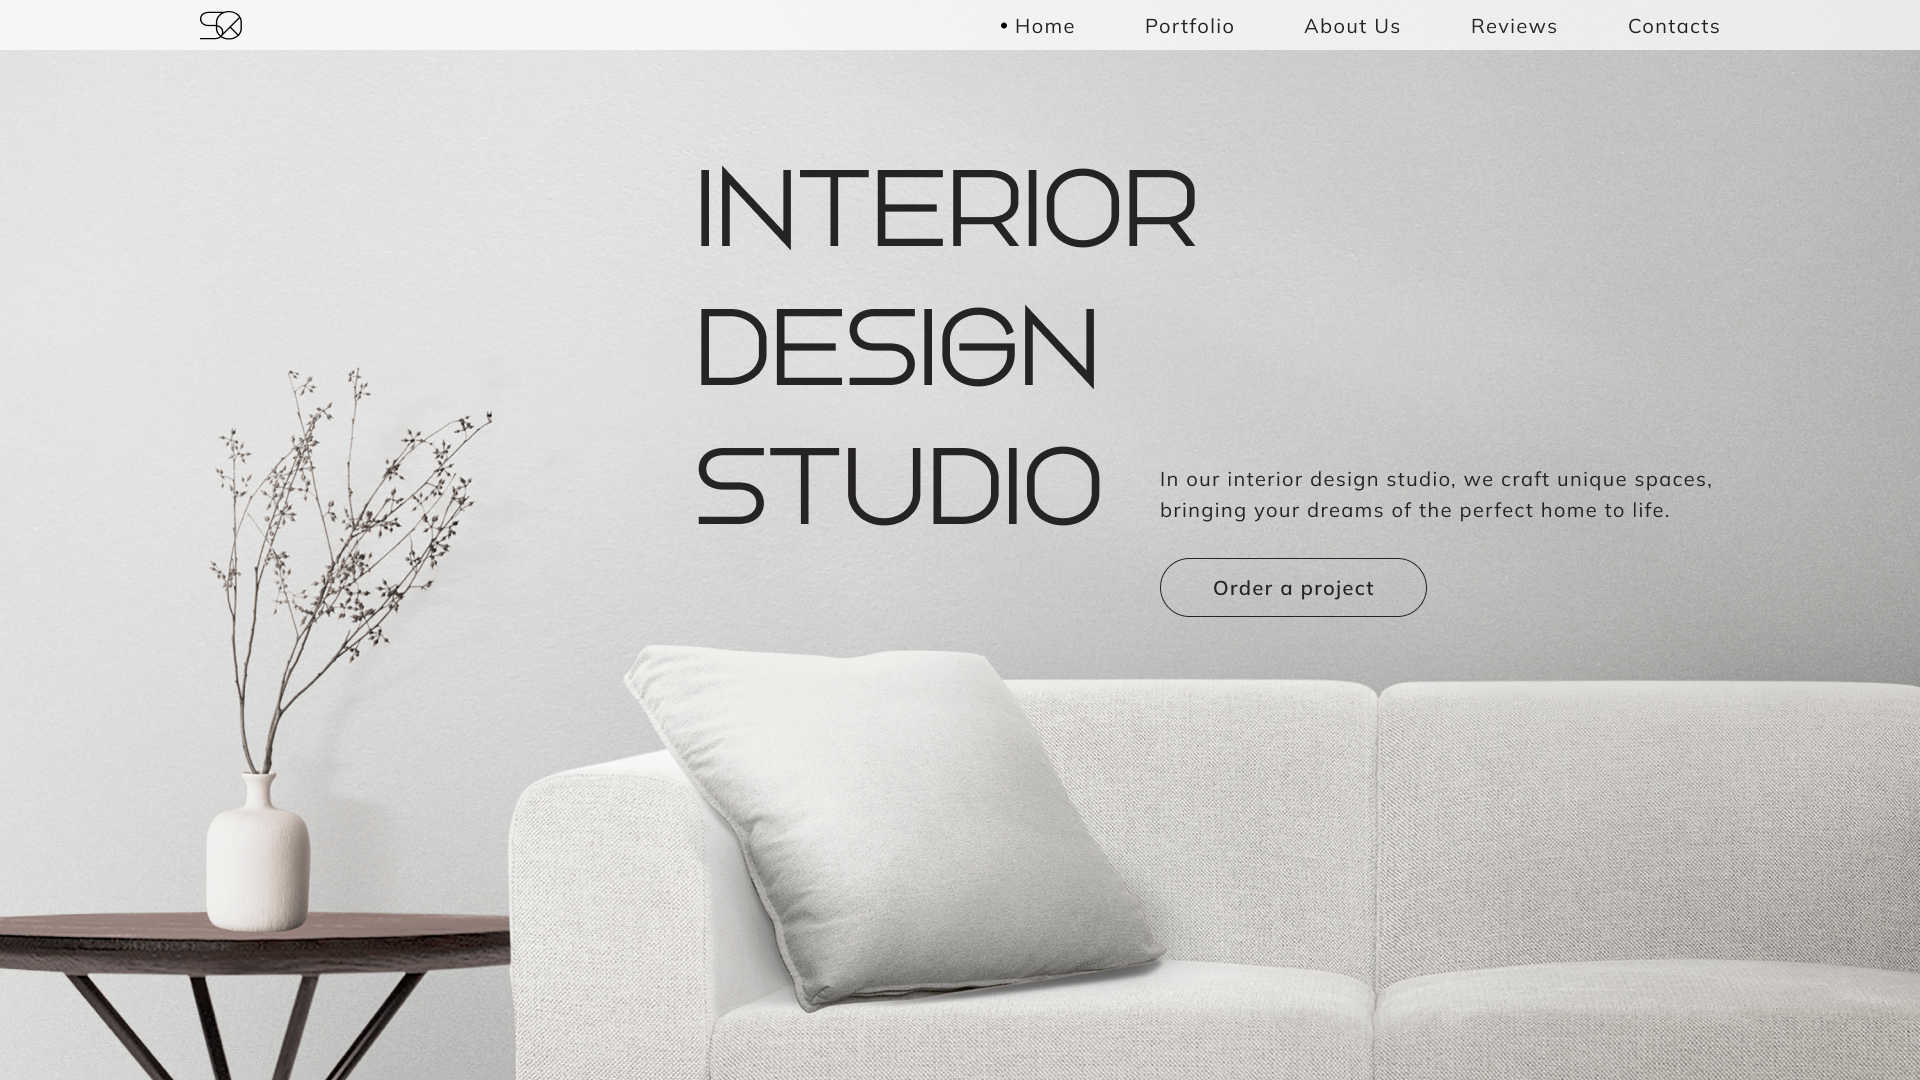 Home
Portfolio
About Us
Reviews
Contacts
INTERIOR
DESIGN
STUDIO
In our interior design studio, we craft unique spaces,
bringing your dreams of the perfect home to life.
Order a project